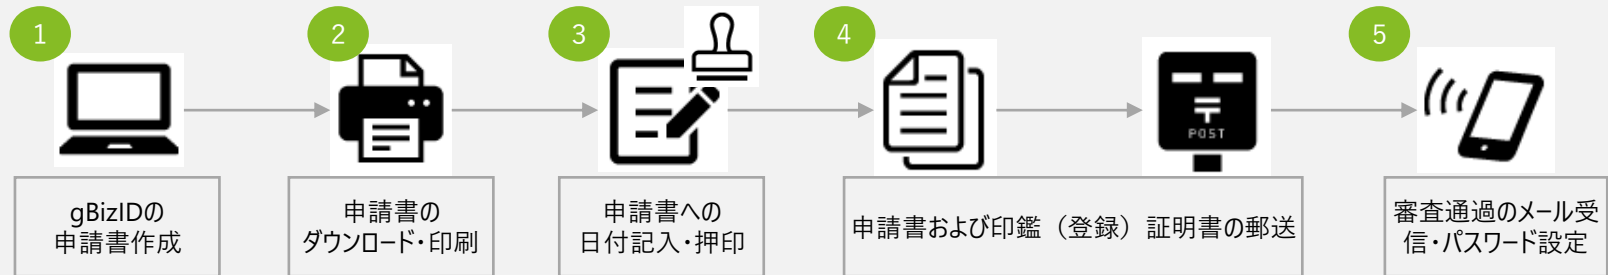 1
2
3
4
5
POST
gBizIDの
申請書作成
申請書の
ダウンロード・印刷
申請書への
日付記入・押印
申請書および印鑑（登録）証明書の郵送
審査通過のメール受
信・パスワード設定